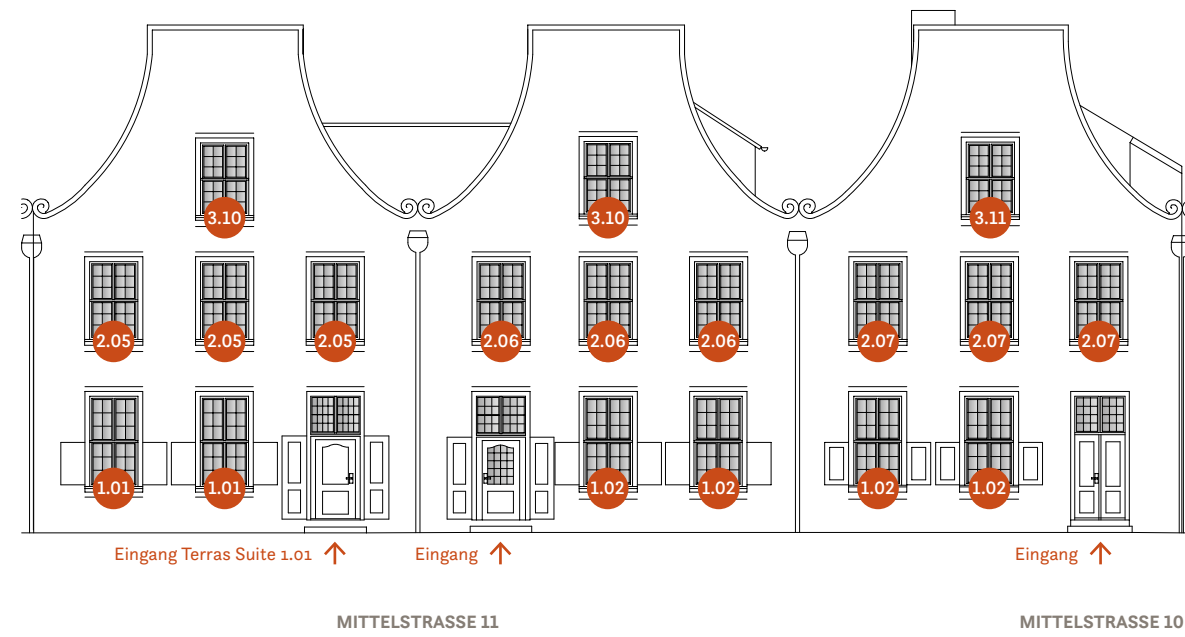 3.10 3.10 3.11
2.05 2.05 2.05 2.06 2.06 2.06 2.07 2.07 2.07
1.01 1.01 1.02 1.02 1.02 1.02
Eingang Terras Suite 1.01 Eingang Eingang
MITTELSTRASSE 11 MITTELSTRASSE 10